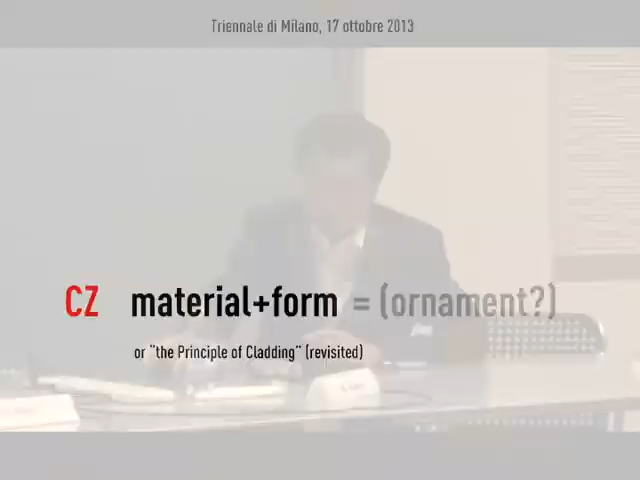 Triennale di Milano, 17 ottobre 2013
CZ material+form = (ornament?)
or "the Principle of Cladding" (revisited)